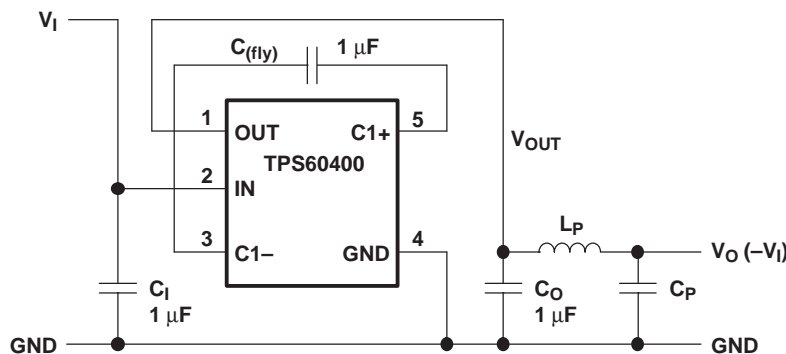 V_I
C_(fly) 1 μF
1 5
OUT C1+
TPS60400
V_OUT
2
IN
L_P
3 4
C1– GND
V_O (–V_I)
C_I
1 μF
C_O
1 μF
C_P
GND GND